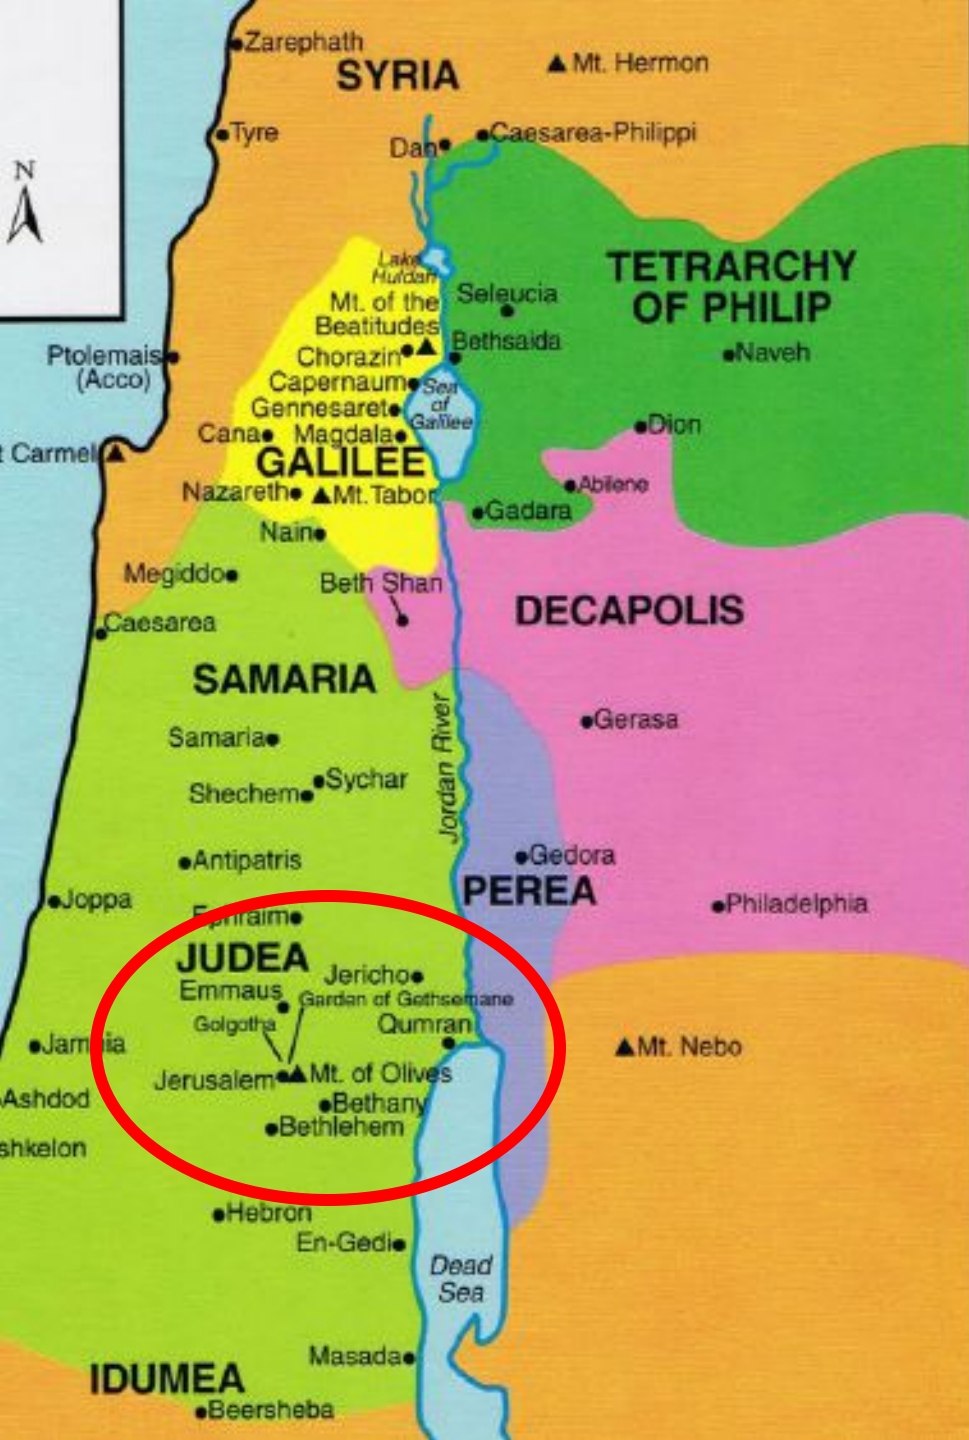 Zarephath
SYRIA
Mt. Hermon
N
Tyre
Dan
Caesarea-Philippi
Lake
Huldah
TETRARCHY
OF PHILIP
Mt. of the
Beatitudes
Seleucia
Bethsaida
Naveh
Ptolemais
(Acco)
Chorazin
Capernaum
Sea
of
Galilee
Gennesaret
Cana
Magdala
Dion
t Carmel
GALILEE
Nazareth
Mt. Tabor
Abilene
Gadara
Nain
Megiddo
Beth Shan
DECAPOLIS
Caesarea
SAMARIA
Jordan River
Gerasa
Samaria
Sychar
Shechem
Antipatris
Gedora
PEREA
Joppa
Philadelphia
Ephraim
JUDEA
Jericho
Emmaus
Garden of Gethsemane
Golgotha
Qumran
Jamnia
Mt. Nebo
Jerusalem
Mt. of Olives
Ashdod
Bethany
Bethlehem
shkelon
Hebron
En-Gedi
Dead
Sea
Masada
IDUMEA
Beersheba